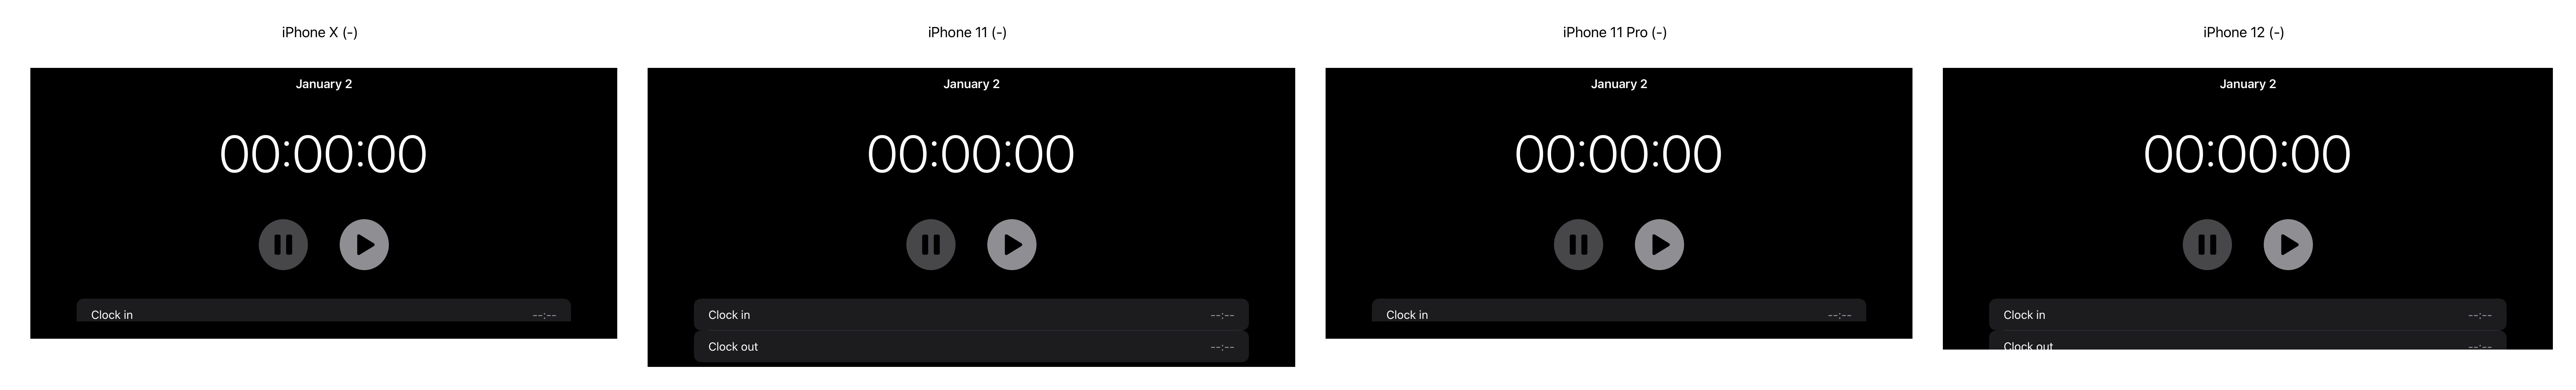 iPhone X (-)
January 2
00:00:00
Clock in --:--
iPhone 11 (-)
January 2
00:00:00
Clock in --:--
Clock out --:--
iPhone 11 Pro (-)
January 2
00:00:00
Clock in --:--
iPhone 12 (-)
January 2
00:00:00
Clock in --:--
Clock out --:--